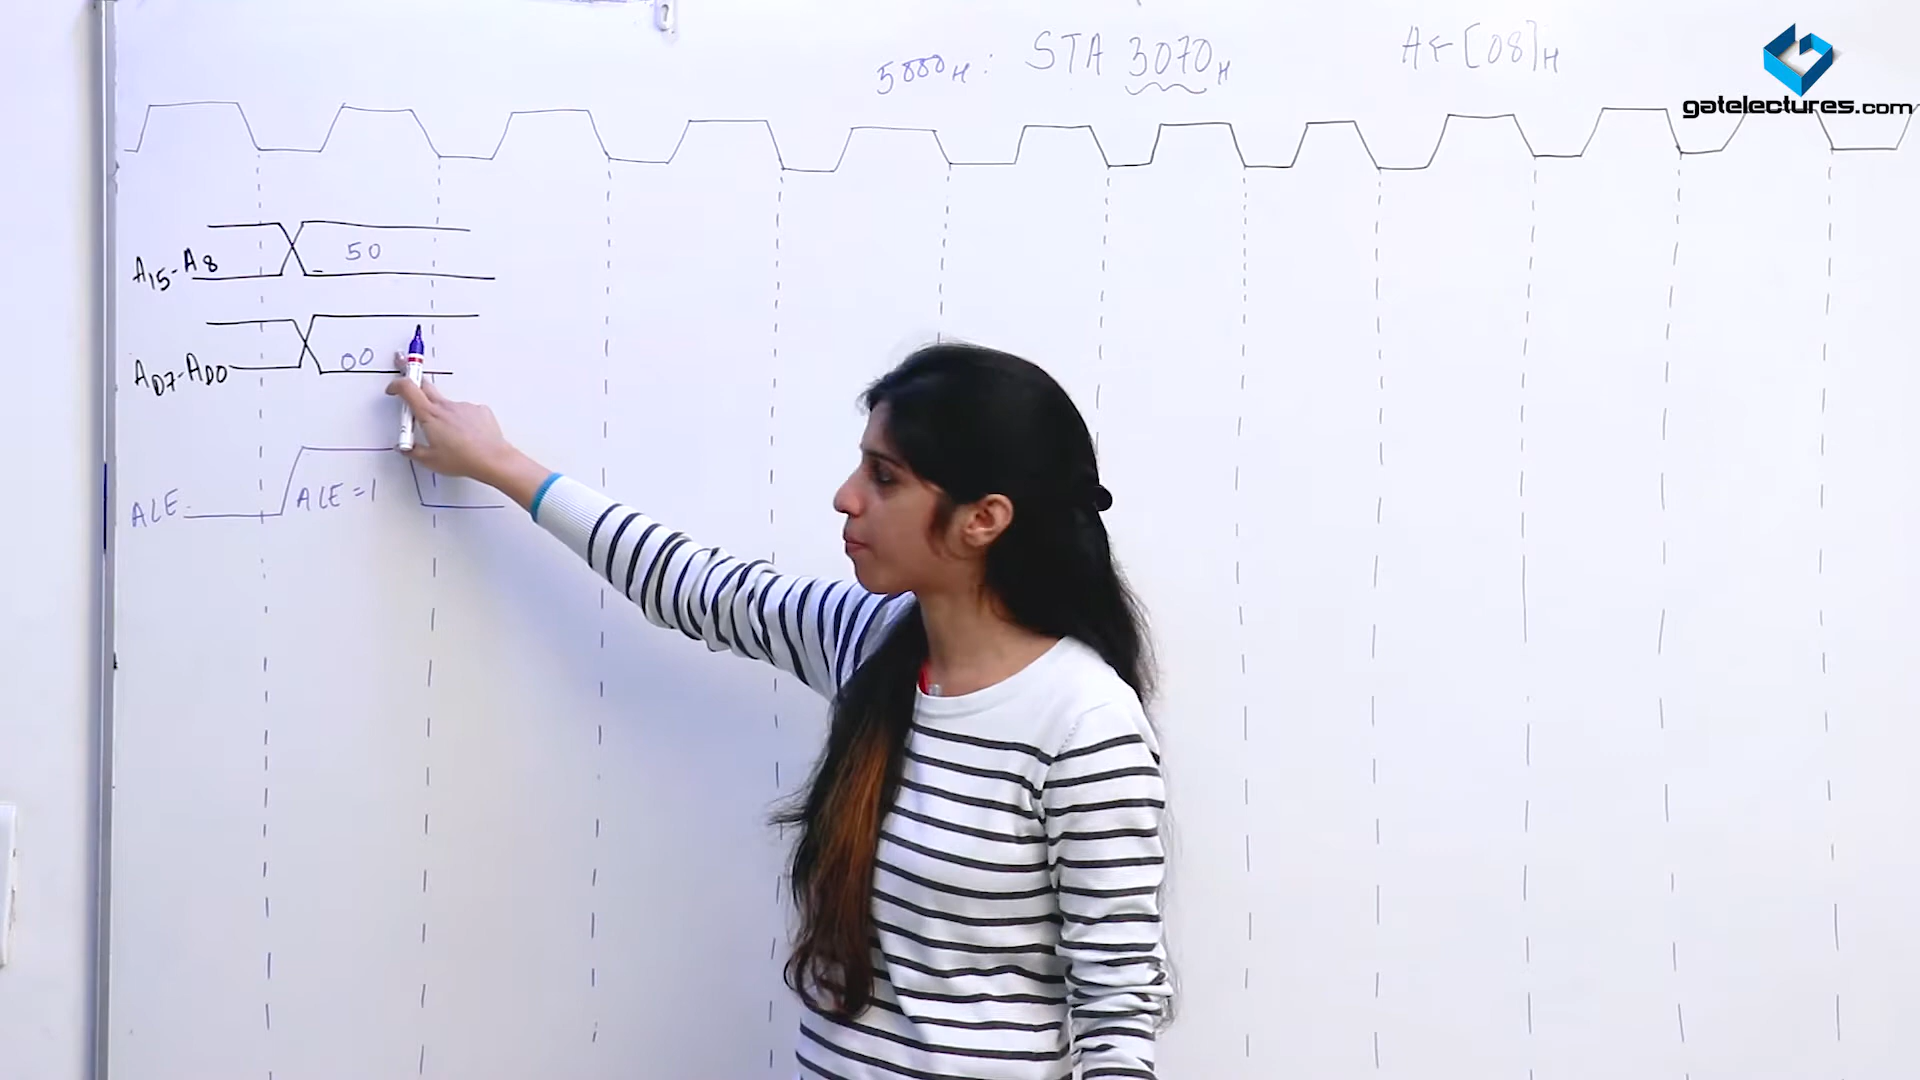 5000H : STA 3070H A←[08]H
gatelectures.com
A15-A8 50
AD7-AD0 00
ALE ALE=1